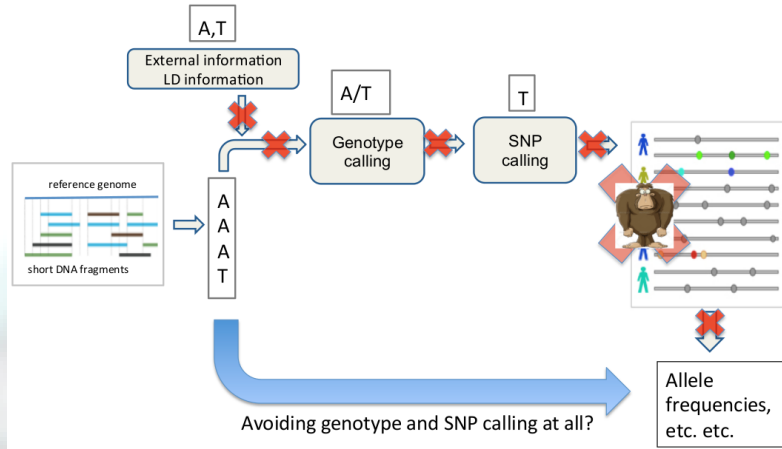 A,T
External information
LD information
A/T
T
Genotype
calling
SNP
calling
reference genome
short DNA fragments
A
A
A
T
Avoiding genotype and SNP calling at all?
Allele
frequencies,
etc. etc.